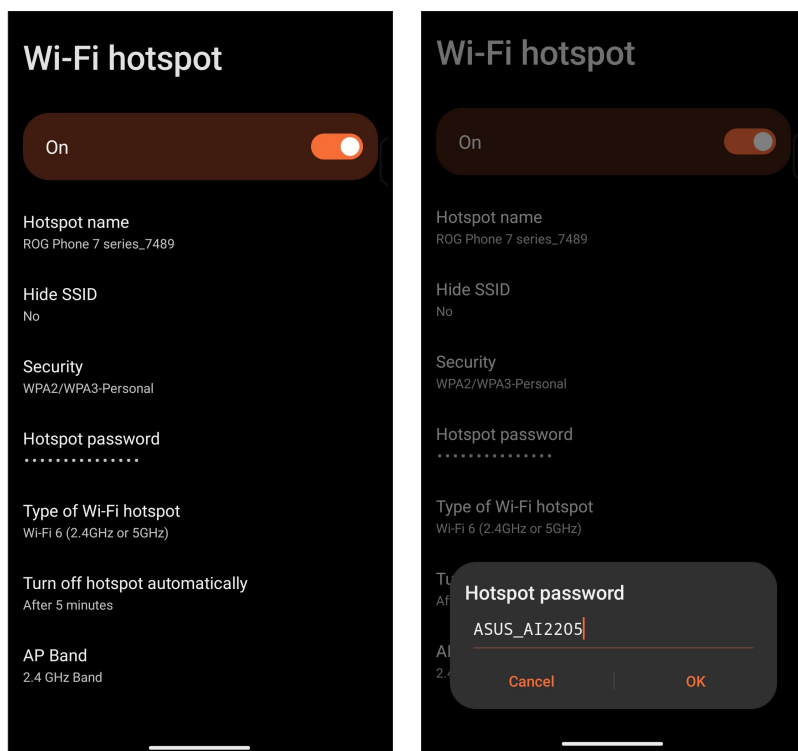 Wi-Fi hotspot
On
Hotspot name
ROG Phone 7 series_7489
Hide SSID
No
Security
WPA2/WPA3-Personal
Hotspot password
•••••••••••••••
Type of Wi-Fi hotspot
Wi-Fi 6 (2.4GHz or 5GHz)
Turn off hotspot automatically
After 5 minutes
AP Band
2.4 GHz Band
Wi-Fi hotspot
On
Hotspot name
ROG Phone 7 series_7489
Hide SSID
No
Security
WPA2/WPA3-Personal
Hotspot password
•••••••••••••••
Type of Wi-Fi hotspot
Wi-Fi 6 (2.4GHz or 5GHz)
Hotspot password
ASUS_AI2205
Cancel OK